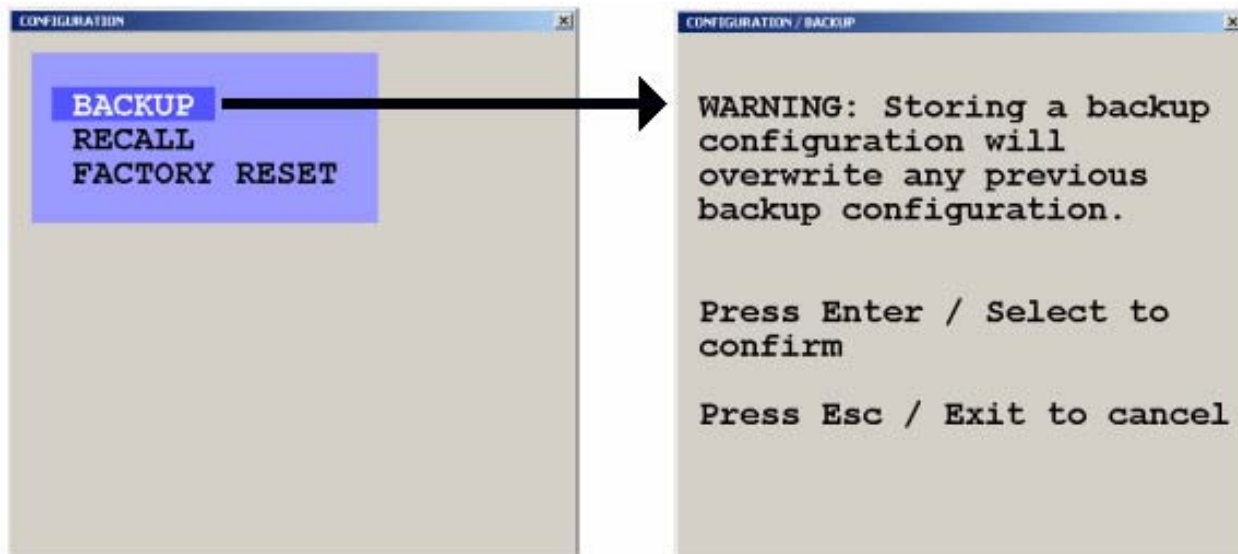 CONFIGURATION
BACKUP
RECALL
FACTORY RESET
CONFIGURATION / BACKUP
WARNING: Storing a backup
configuration will
overwrite any previous
backup configuration.
Press Enter / Select to
confirm
Press Esc / Exit to cancel